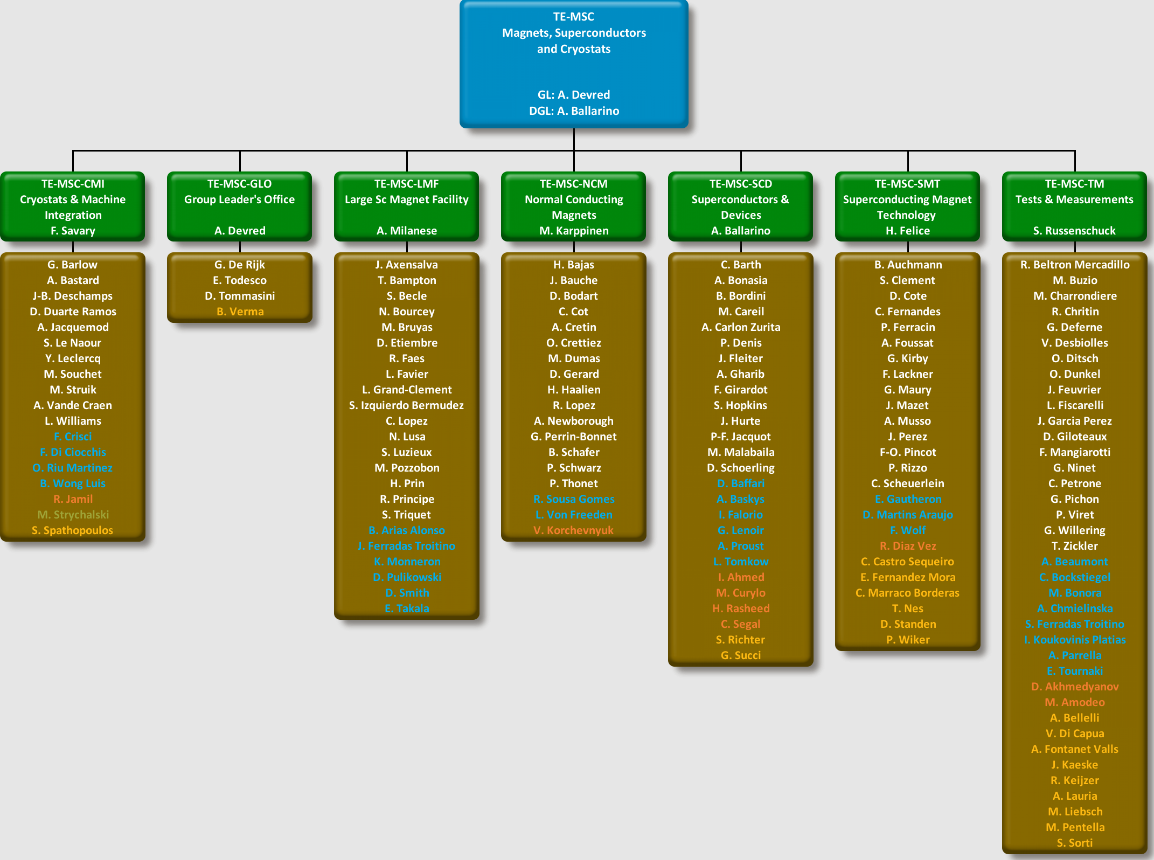 TE-MSC
Magnets, Superconductors
and Cryostats
GL: A. Devred
DGL: A. Ballarino
TE-MSC-CMI
Cryostats & Machine
Integration
F. Savary
G. Barlow
A. Bastard
J-B. Deschamps
D. Duarte Ramos
A. Jacquemod
S. Le Naour
Y. Leclercq
M. Souchet
M. Struik
A. Vande Craen
L. Williams
F. Crisci
F. Di Ciocchis
O. Riu Martinez
B. Wong Luis
R. Jamil
M. Strychalski
S. Spathopoulos
TE-MSC-GLO
Group Leader's Office
A. Devred
G. De Rijk
E. Todesco
D. Tommasini
B. Verma
TE-MSC-LMF
Large Sc Magnet Facility
A. Milanese
J. Axensalva
T. Bampton
S. Becle
N. Bourcey
M. Bruyas
D. Etiembre
R. Faes
L. Favier
L. Grand-Clement
S. Izquierdo Bermudez
C. Lopez
N. Lusa
S. Luzieux
M. Pozzobon
H. Prin
R. Principe
S. Triquet
B. Arias Alonso
J. Ferradas Troitino
K. Monneron
D. Pulikowski
D. Smith
E. Takala
TE-MSC-NCM
Normal Conducting
Magnets
M. Karppinen
H. Bajas
J. Bauche
D. Bodart
C. Cot
A. Cretin
O. Crettiez
M. Dumas
D. Gerard
H. Haalien
R. Lopez
A. Newborough
G. Perrin-Bonnet
B. Schafer
P. Schwarz
P. Thonet
R. Sousa Gomes
L. Von Freeden
V. Korchevnyuk
TE-MSC-SCD
Superconductors &
Devices
A. Ballarino
C. Barth
A. Bonasia
B. Bordini
M. Careil
A. Carlon Zurita
P. Denis
J. Fleiter
A. Gharib
F. Girardot
S. Hopkins
J. Hurte
P-F. Jacquot
M. Malabaila
D. Schoerling
D. Baffari
A. Baskys
I. Falorio
G. Lenoir
A. Proust
L. Tomkow
I. Ahmed
M. Curylo
H. Rasheed
C. Segal
S. Richter
G. Succi
TE-MSC-SMT
Superconducting Magnet
Technology
H. Felice
B. Auchmann
S. Clement
D. Cote
C. Fernandes
P. Ferracin
A. Foussat
G. Kirby
F. Lackner
G. Maury
J. Mazet
A. Musso
J. Perez
F-O. Pincot
P. Rizzo
C. Scheuerlein
E. Gautheron
D. Martins Araujo
F. Wolf
R. Diaz Vez
C. Castro Sequeiro
E. Fernandez Mora
C. Marraco Borderas
T. Nes
D. Standen
P. Wiker
TE-MSC-TM
Tests & Measurements
S. Russenschuck
R. Beltron Mercadillo
M. Buzio
M. Charrondiere
R. Chritin
G. Deferne
V. Desbiolles
O. Ditsch
O. Dunkel
J. Feuvrier
L. Fiscarelli
J. Garcia Perez
D. Giloteaux
F. Mangiarotti
G. Ninet
C. Petrone
G. Pichon
P. Viret
G. Willering
T. Zickler
A. Beaumont
C. Bockstiegel
M. Bonora
A. Chmielinska
S. Ferradas Troitino
I. Koukovinis Platias
A. Parrella
E. Tournaki
D. Akhmedyanov
M. Amodeo
A. Bellelli
V. Di Capua
A. Fontanet Valls
J. Kaeske
R. Keijzer
A. Lauria
M. Liebsch
M. Pentella
S. Sorti